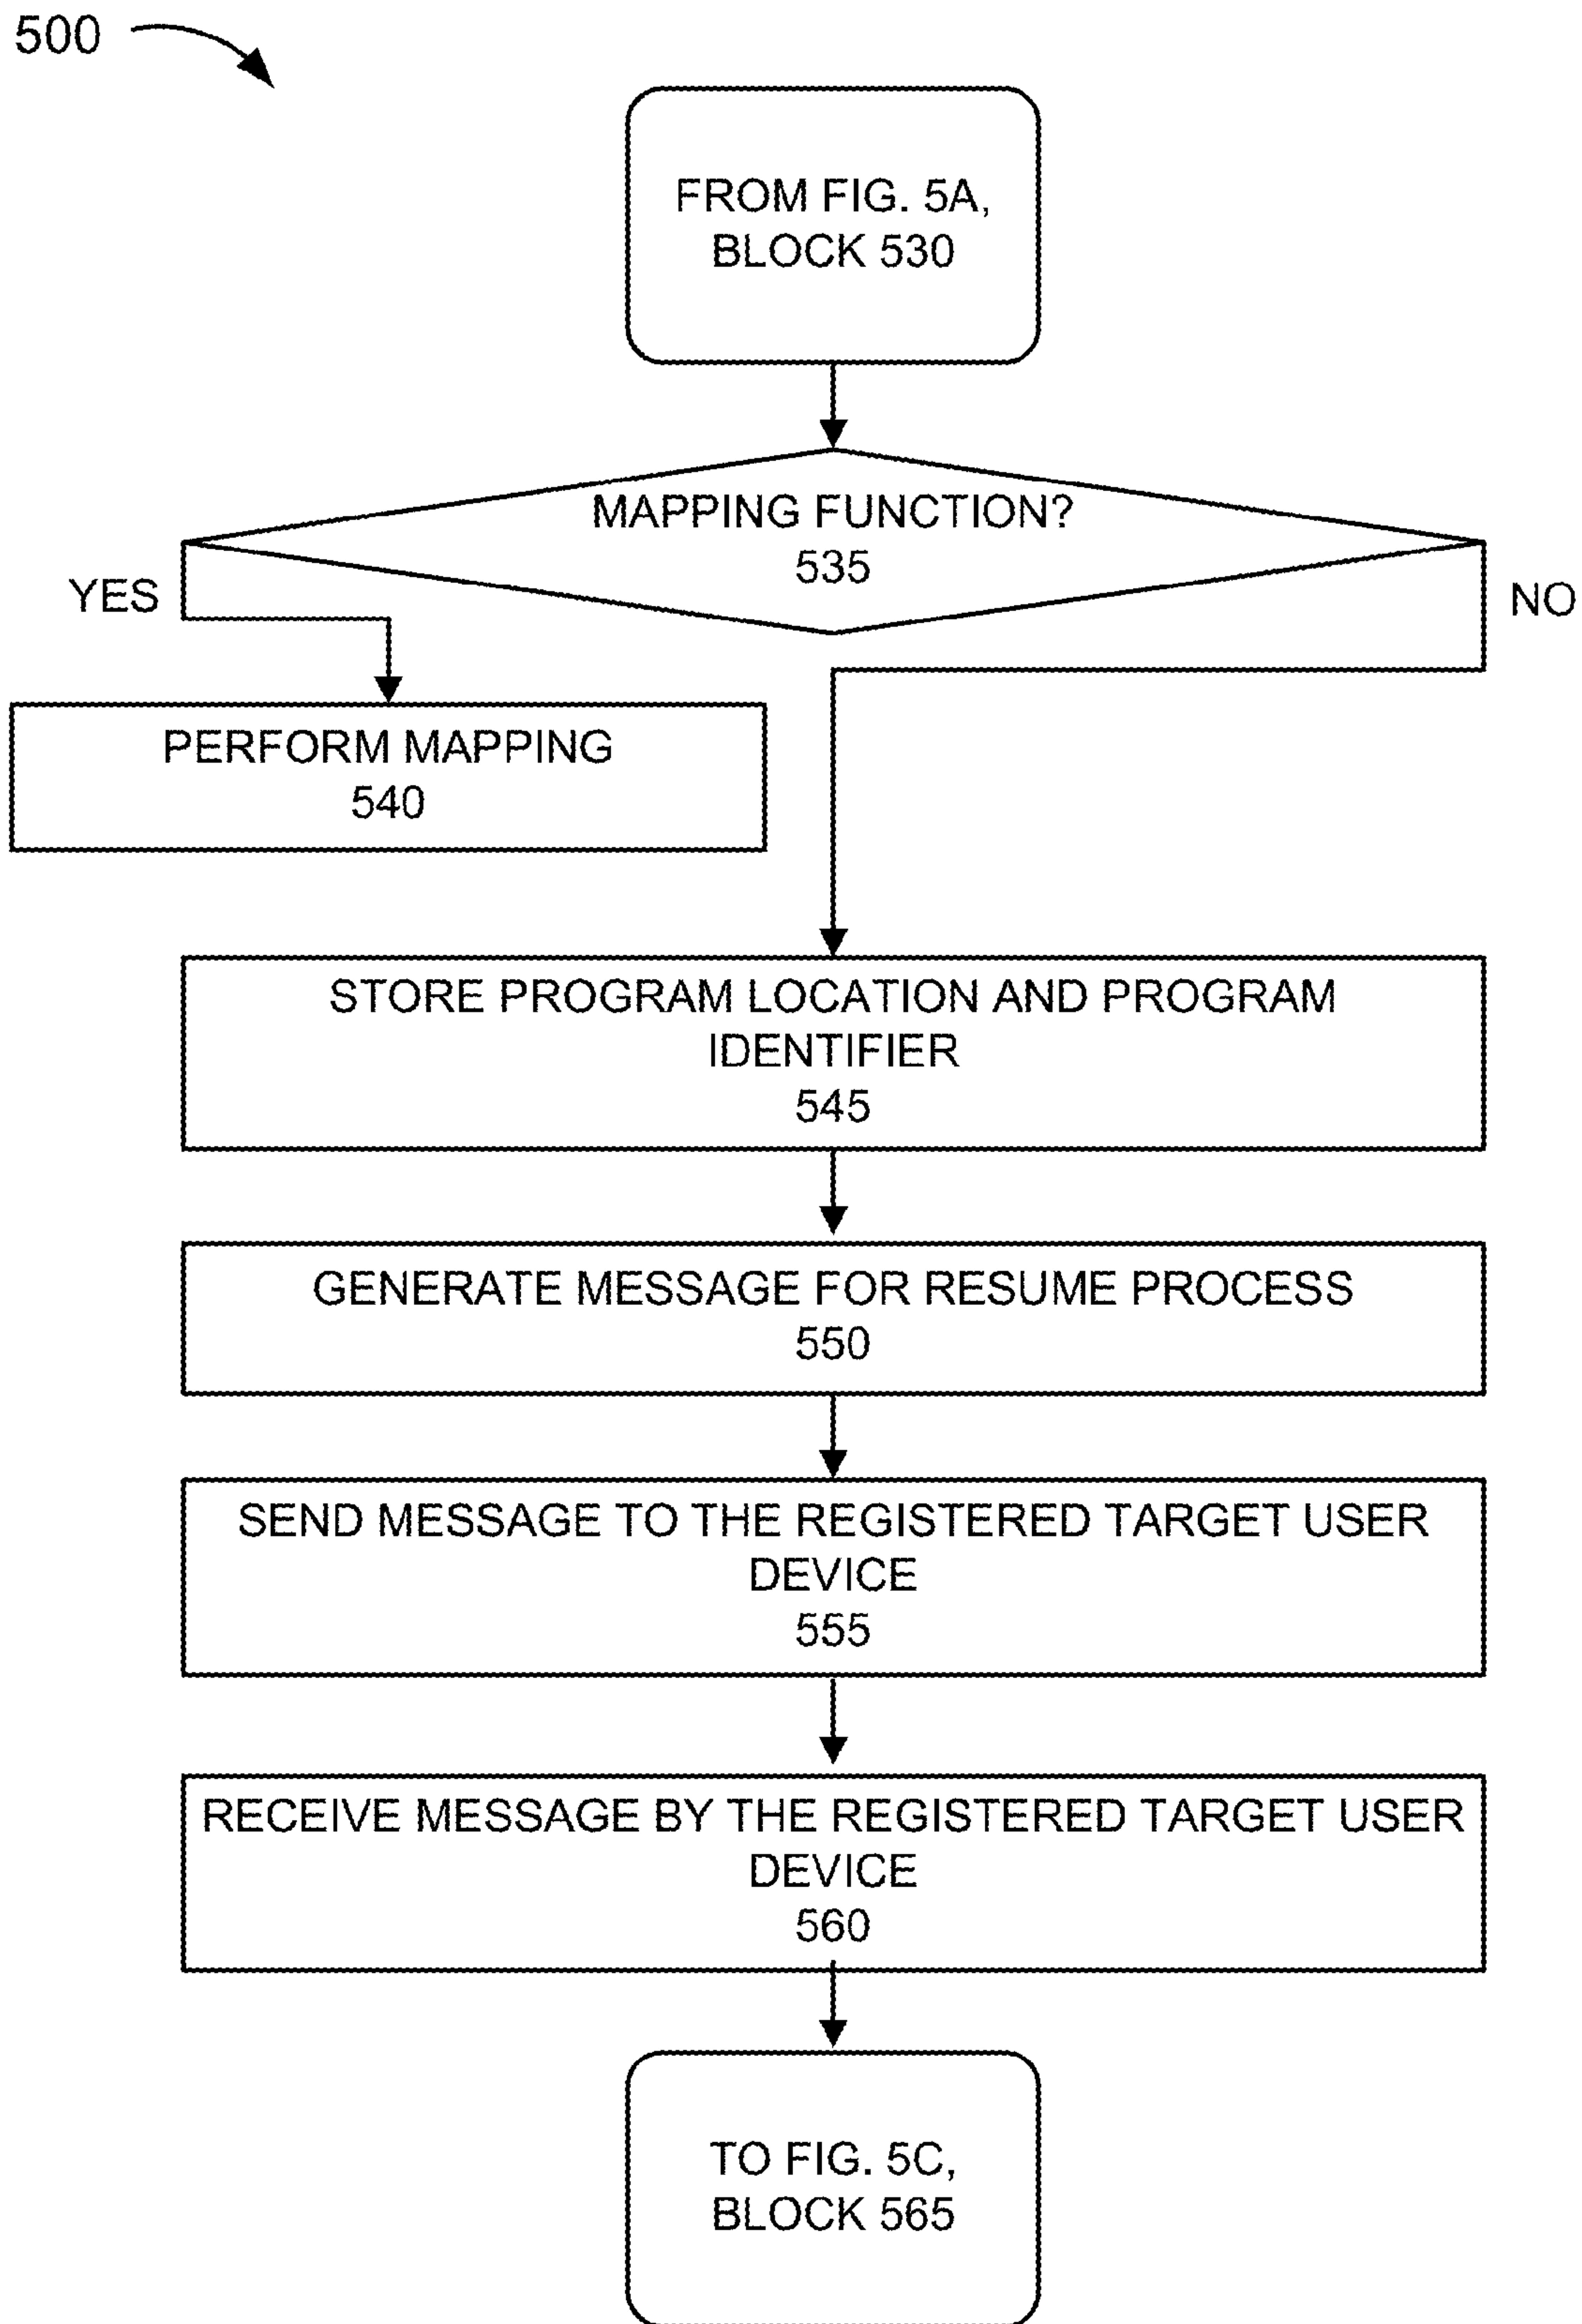 500
FROM FIG. 5A,
BLOCK 530
MAPPING FUNCTION?
535
YES
NO
PERFORM MAPPING
540
STORE PROGRAM LOCATION AND PROGRAM
IDENTIFIER
545
GENERATE MESSAGE FOR RESUME PROCESS
550
SEND MESSAGE TO THE REGISTERED TARGET USER
DEVICE
555
RECEIVE MESSAGE BY THE REGISTERED TARGET USER
DEVICE
560
TO FIG. 5C,
BLOCK 565